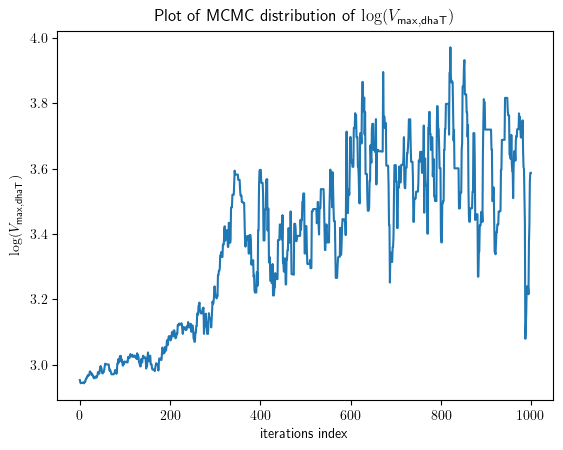 Plot of MCMC distribution of log(V_max,dhaT)
log(V_max,dhaT)
4.0
3.8
3.6
3.4
3.2
3.0
0 200 400 600 800 1000
iterations index